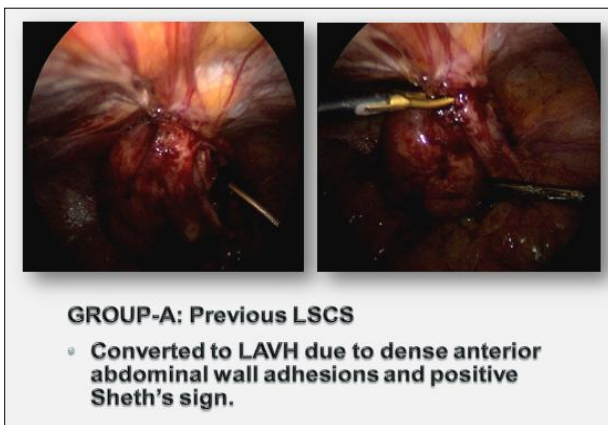 GROUP-A: Previous LSCS
Converted to LAVH due to dense anterior
abdominal wall adhesions and positive
Sheth's sign.